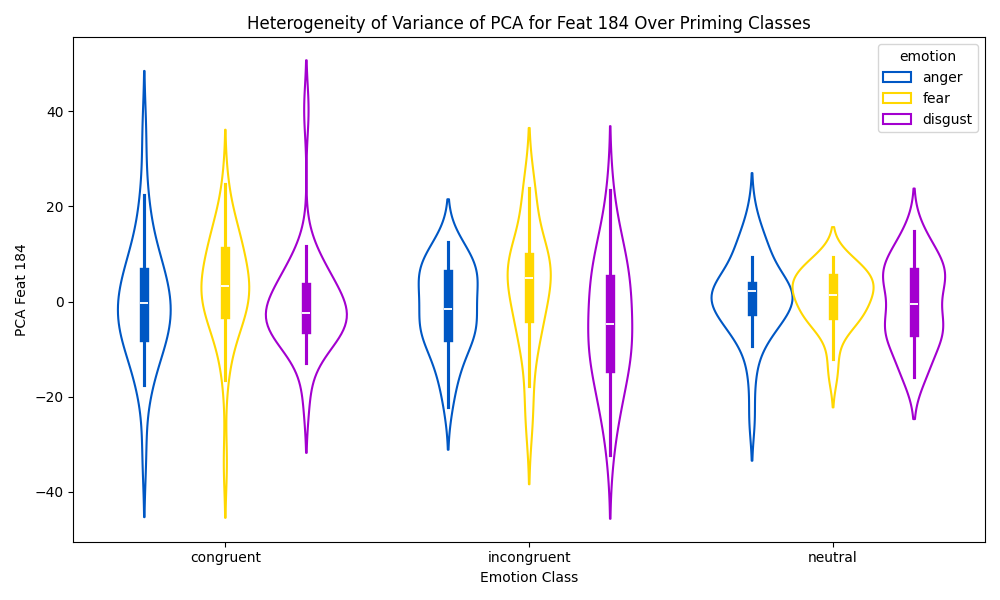 Heterogeneity of Variance of PCA for Feat 184 Over Priming Classes
emotion
anger
fear
disgust
PCA Feat 184
40
20
0
−20
−40
congruent
incongruent
neutral
Emotion Class